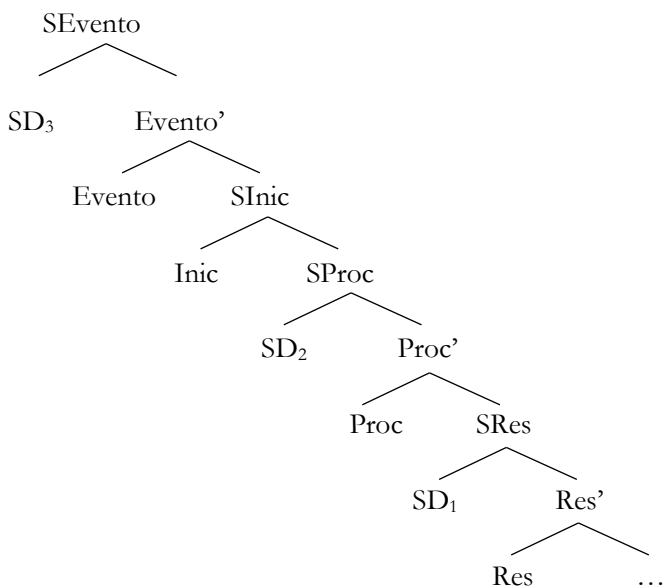 SEvento
SD₃ Evento’
Evento SInic
Inic SProc
SD₂ Proc’
Proc SRes
SD₁ Res’
Res …